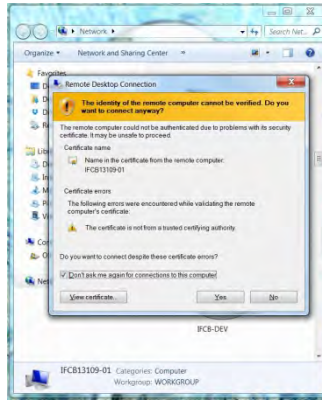 Network
Search Net...
Organize
Network and Sharing Center
Favorites
Remote Desktop Connection
The identity of the remote computer cannot be verified. Do you
want to connect anyway?
The remote computer could not be authenticated due to problems with its security
certificate. It may be unsafe to proceed.
Certificate name
Name in the certificate from the remote computer:
IFCB13109-01
Certificate errors
The following errors were encountered while validating the remote
computer's certificate:
The certificate is not from a trusted certifying authority.
Do you want to connect despite these certificate errors?
Don't ask me again for connections to this computer
View certificate...
Yes
No
IFCB-DEV
IFCB13109-01 Categories: Computer
Workgroup: WORKGROUP